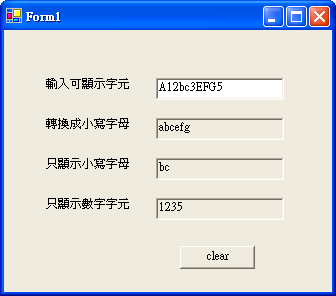 Form1
輸入可顯示字元 A12bc3EFG5
轉換成小寫字母 abcefg
只顯示小寫字母 bc
只顯示數字字元 1235
clear